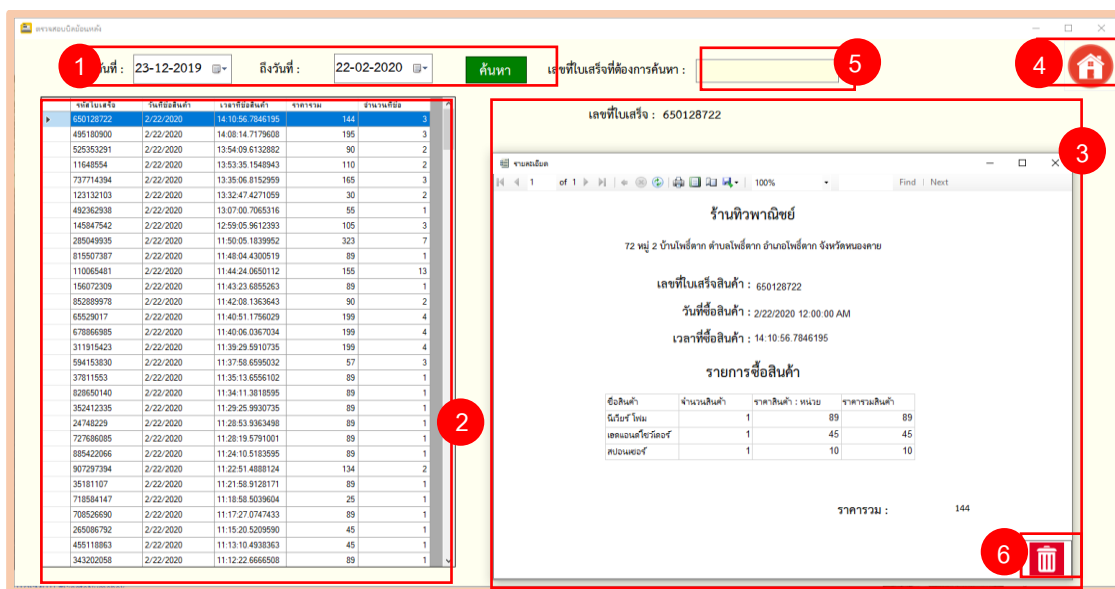 ตรวจสอบบิลย้อนหลัง
1 วันที่ : 23-12-2019 ถึงวันที่ : 22-02-2020 ค้นหา เลขที่ใบเสร็จที่ต้องการค้นหา : 5 4
รหัสใบเสร็จ วันที่ซื้อสินค้า เวลาที่ซื้อสินค้า ราคารวม จำนวนที่ซื้อ
650128722 2/22/2020 14:10:56.7846195 144 3
495180900 2/22/2020 14:08:14.7179608 195 3
525353291 2/22/2020 13:54:09.6132882 90 2
11648554 2/22/2020 13:53:35.1548943 110 2
737714394 2/22/2020 13:35:06.8152959 165 3
123132103 2/22/2020 13:32:47.4271059 30 2
492362938 2/22/2020 13:07:00.7065316 55 1
145847542 2/22/2020 12:59:05.9612393 105 3
285049935 2/22/2020 11:50:05.1839952 323 7
815507387 2/22/2020 11:48:04.4300519 89 1
110065481 2/22/2020 11:44:24.0650112 155 13
156072309 2/22/2020 11:43:23.6855263 89 1
852889978 2/22/2020 11:42:08.1363643 90 2
65529017 2/22/2020 11:40:51.1756029 199 4
678866985 2/22/2020 11:40:06.0367034 199 4
311915423 2/22/2020 11:39:29.5910735 199 4
594153830 2/22/2020 11:37:58.6595032 57 3
37811553 2/22/2020 11:35:13.6556102 89 1
828650140 2/22/2020 11:34:11.3818595 89 1
352412335 2/22/2020 11:29:25.9930735 89 1
24748229 2/22/2020 11:28:53.9363498 89 1
727686085 2/22/2020 11:28:19.5791001 89 1
885422066 2/22/2020 11:24:10.5183595 89 1
907297394 2/22/2020 11:22:51.4888124 134 2
35181107 2/22/2020 11:21:58.9128171 89 1
718584147 2/22/2020 11:18:58.5039604 25 1
708526690 2/22/2020 11:17:27.0747433 89 1
265086792 2/22/2020 11:15:20.5209590 45 1
455118863 2/22/2020 11:13:10.4938363 45 1
343202058 2/22/2020 11:12:22.6666508 89 1
2
เลขที่ใบเสร็จ : 650128722
3
รายละเอียด
1 of 1 100% Find | Next
ร้านทิวพาณิชย์
72 หมู่ 2 บ้านโพธิ์ตาก ตำบลโพธิ์ตาก อำเภอโพธิ์ตาก จังหวัดหนองคาย
เลขที่ใบเสร็จสินค้า : 650128722
วันที่ซื้อสินค้า : 2/22/2020 12:00:00 AM
เวลาที่ซื้อสินค้า : 14:10:56.7846195
รายการซื้อสินค้า
ชื่อสินค้า จำนวนสินค้า ราคาสินค้า : หน่วย ราคารวมสินค้า
นีเวียร์ โฟม 1 89 89
เฮดแอนด์โชว์เดอร์ 1 45 45
สปอนเซอร์ 1 10 10
ราคารวม : 144
6